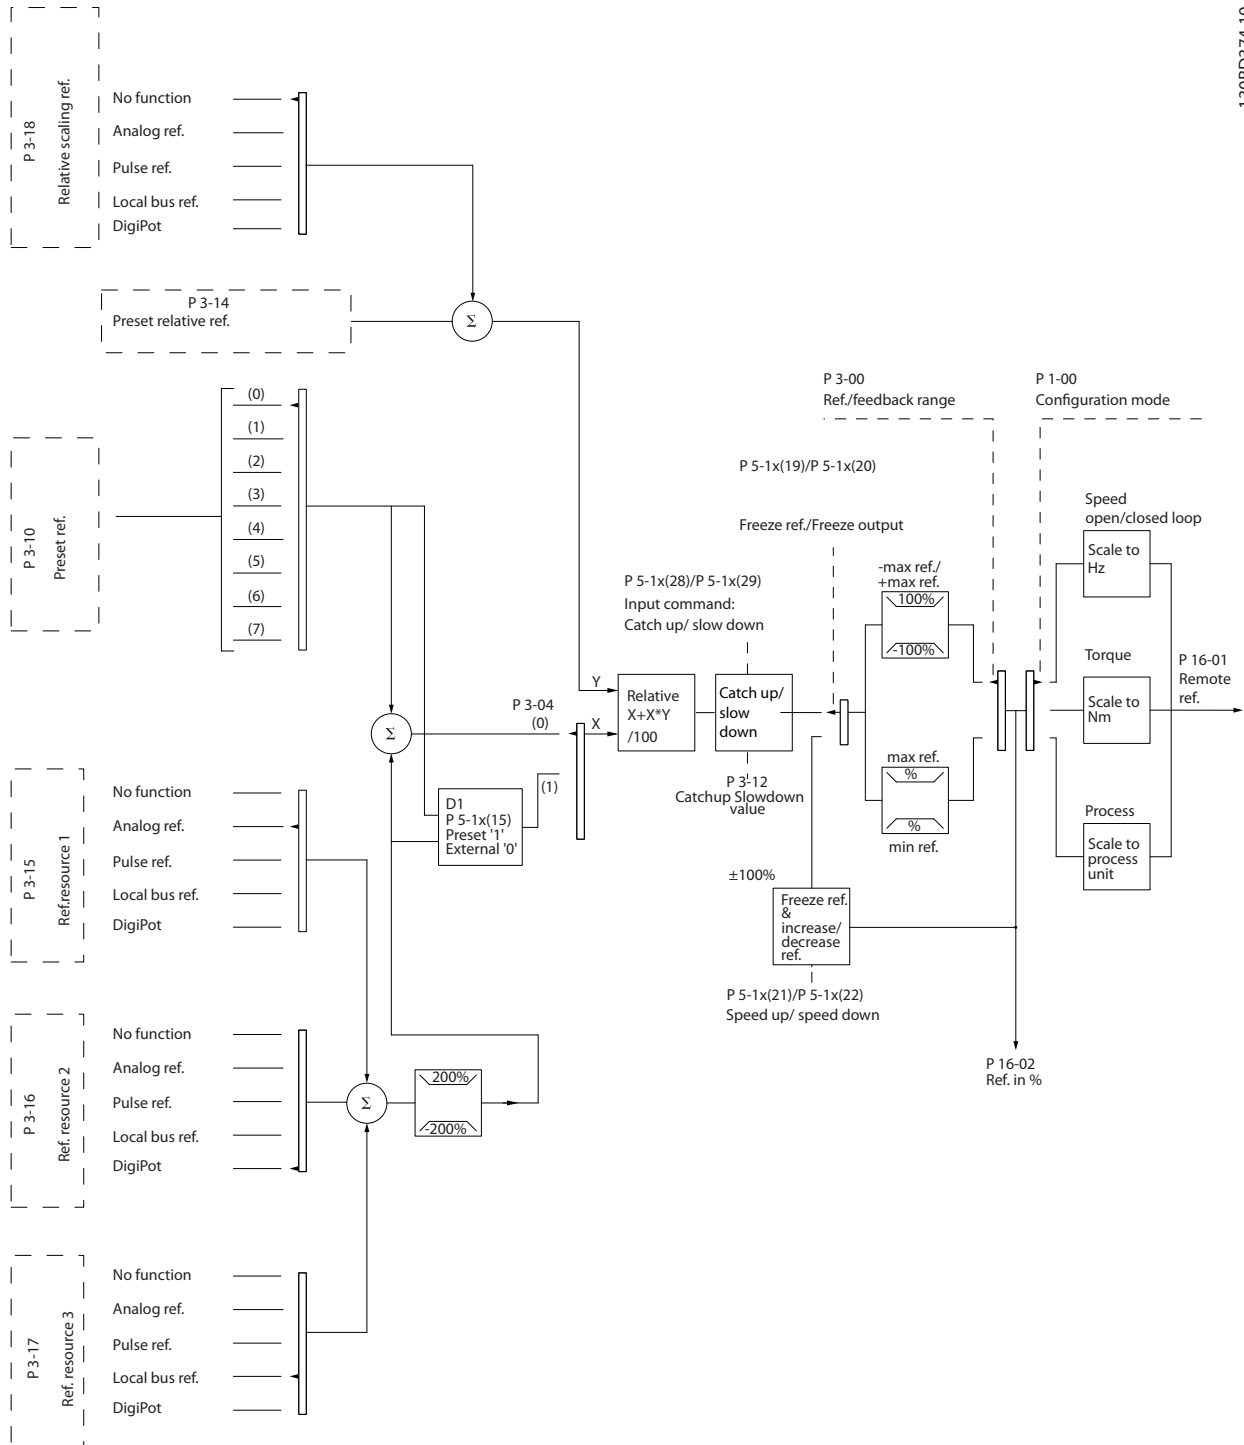 130BD374.10
P 3-18
Relative scaling ref.
No function
Analog ref.
Pulse ref.
Local bus ref.
DigiPot
P 3-14
Preset relative ref.
Σ
P 3-10
Preset ref.
(0)
(1)
(2)
(3)
(4)
(5)
(6)
(7)
P 3-00
Ref./feedback range
P 1-00
Configuration mode
P 5-1x(19)/P 5-1x(20)
Freeze ref./Freeze output
Speed
open/closed loop
Scale to
Hz
-max ref./
+max ref.
100%
-100%
P 5-1x(28)/P 5-1x(29)
Input command:
Catch up/ slow down
Torque
Scale to
Nm
P 16-01
Remote
ref.
Y
X
Relative
X+X*Y
/100
Catch up/
slow
down
P 3-04
(0)
(1)
Σ
P 3-12
Catchup Slowdown
value
max ref.
%
%
min ref.
Process
Scale to
process
unit
D1
P 5-1x(15)
Preset '1'
External '0'
P 3-15
Ref.resource 1
No function
Analog ref.
Pulse ref.
Local bus ref.
DigiPot
±100%
Freeze ref.
&
increase/
decrease
ref.
P 5-1x(21)/P 5-1x(22)
Speed up/ speed down
P 16-02
Ref. in %
P 3-16
Ref. resource 2
No function
Analog ref.
Pulse ref.
Local bus ref.
DigiPot
Σ
200%
-200%
P 3-17
Ref. resource 3
No function
Analog ref.
Pulse ref.
Local bus ref.
DigiPot